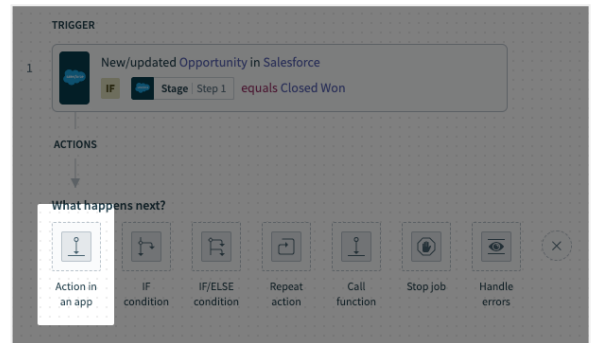 TRIGGER
1
New/updated Opportunity in Salesforce
IF Stage Step 1 equals Closed Won
ACTIONS
What happens next?
Action in
an app
IF
condition
IF/ELSE
condition
Repeat
action
Call
function
Stop job
Handle
errors